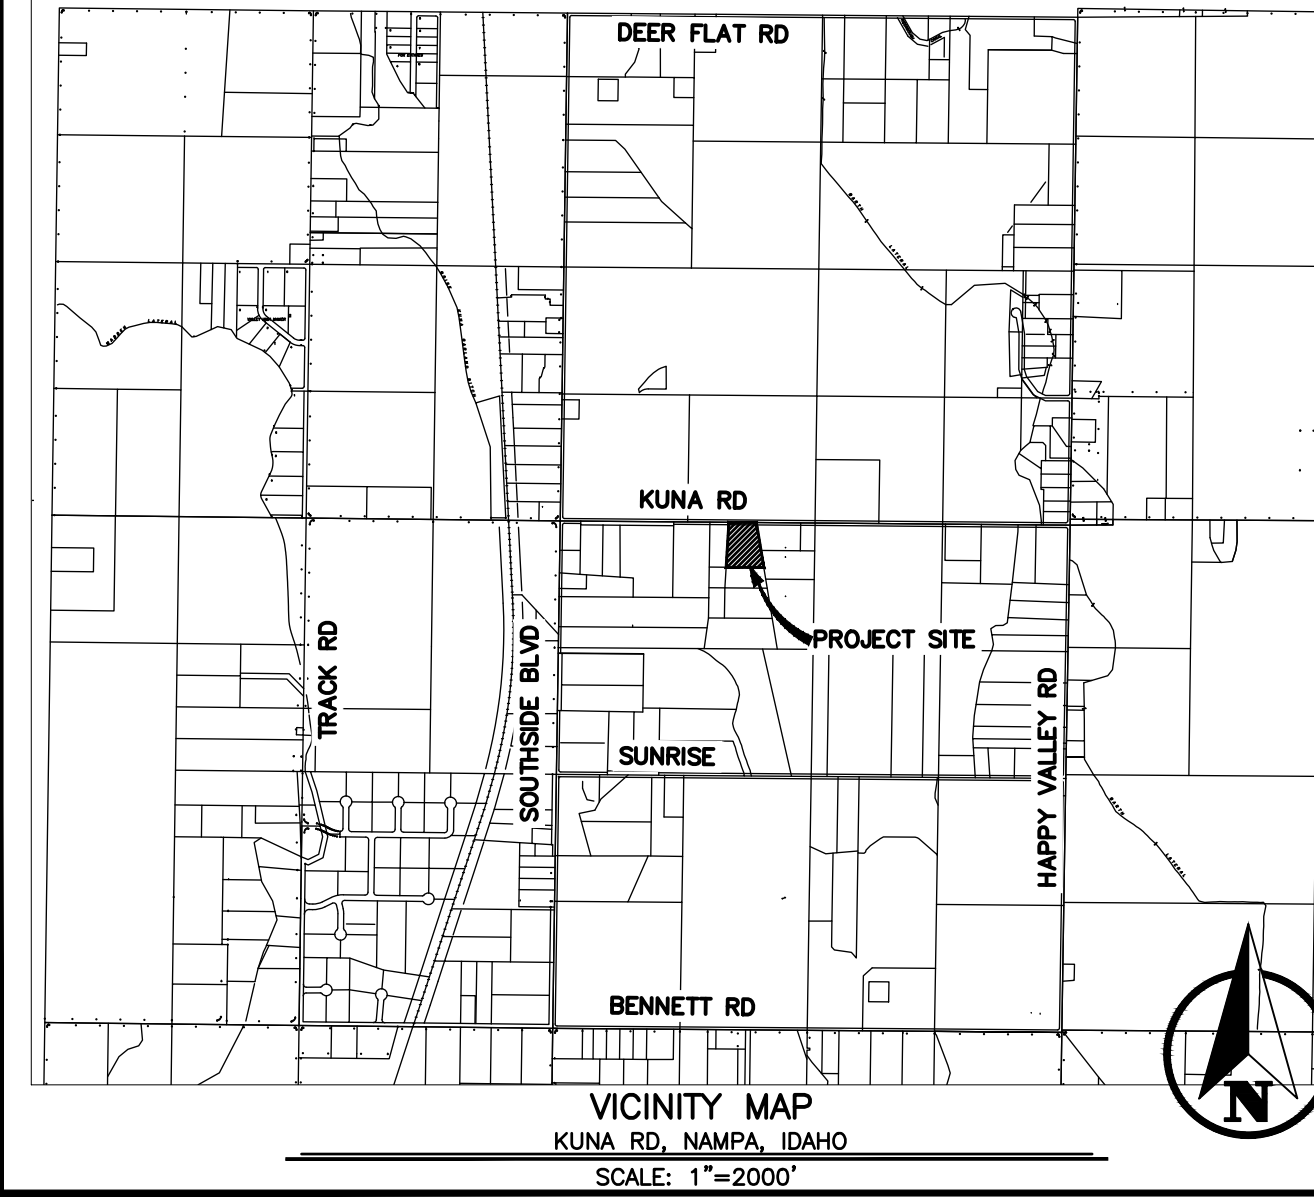 DEER FLAT RD
KUNA RD
PROJECT SITE
TRACK RD
SOUTHSIDE BLVD
HAPPY VALLEY RD
SUNRISE
BENNETT RD
N
VICINITY MAP
KUNA RD, NAMPA, IDAHO
SCALE: 1"=2000'